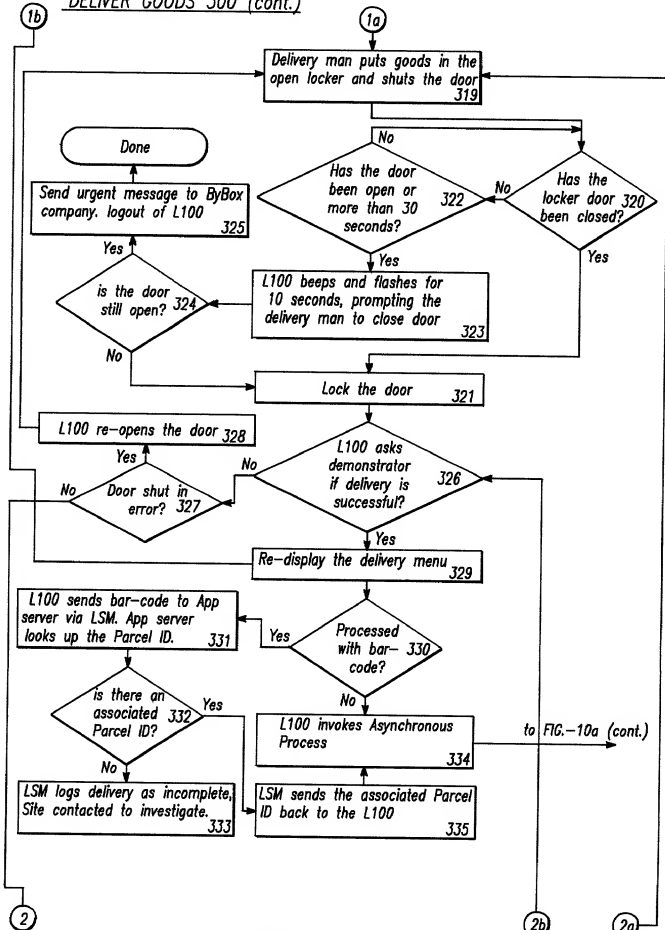 DELIVER GOODS 300 (cont.)
1b
1a
Delivery man puts goods in the
open locker and shuts the door
319
Done
No
Has the door
been open or
more than 30
seconds?
322
No
Has the
locker door
been closed?
320
Send urgent message to ByBox
company. logout of L100
325
Yes
Yes
Yes
is the door
still open?
324
L100 beeps and flashes for
10 seconds, prompting the
delivery man to close door
323
No
Lock the door
321
L100 re-opens the door
328
Yes
No
L100 asks
demonstrator
if delivery is
successful?
326
No
Door shut in
error?
327
Yes
Re-display the delivery menu
329
L100 sends bar-code to App
server via LSM. App server
looks up the Parcel ID.
331
Yes
Processed
with bar-
code?
330
is there an
associated
Parcel ID?
332
Yes
No
L100 invokes Asynchronous
Process
334
to FIG.-10a (cont.)
No
LSM logs delivery as incomplete,
Site contacted to investigate.
333
LSM sends the associated Parcel
ID back to the L100
335
2
2b
2a